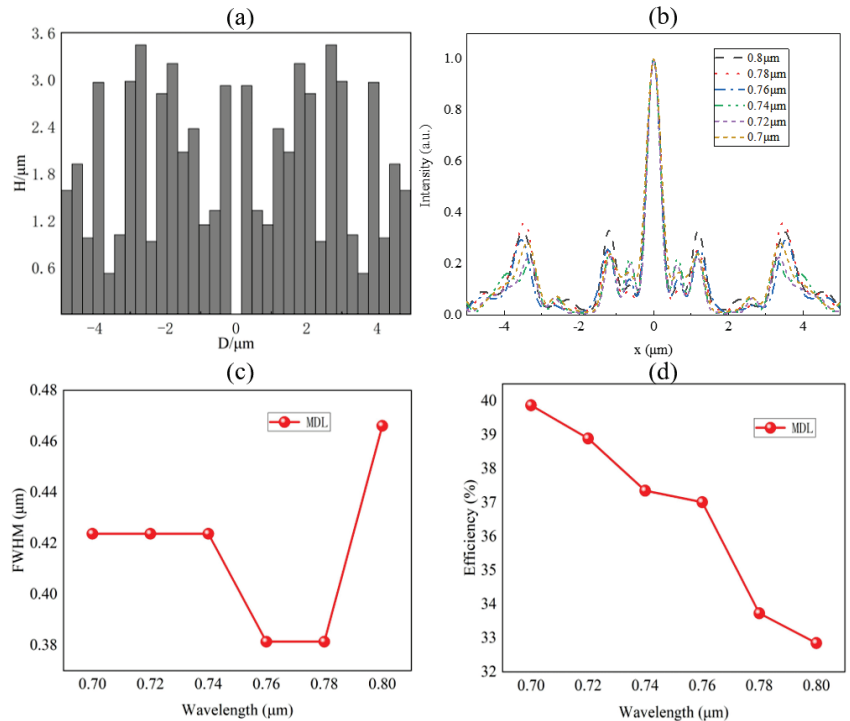 (a)
H/μm
3.6
3.0
2.4
1.8
1.2
0.6
−4
−2
0
2
4
D/μm
(b)
Intensity (a.u.)
1.0
0.8
0.6
0.4
0.2
0.0
-4
-2
0
2
4
x (μm)
0.8μm
0.78μm
0.76μm
0.74μm
0.72μm
0.7μm
(c)
FWHM (μm)
0.48
0.46
0.44
0.42
0.40
0.38
0.70 0.72 0.74 0.76 0.78 0.80
Wavelength (μm)
MDL
(d)
Efficiency (%)
40
39
38
37
36
35
34
33
32
0.70 0.72 0.74 0.76 0.78 0.80
Wavelength (μm)
MDL